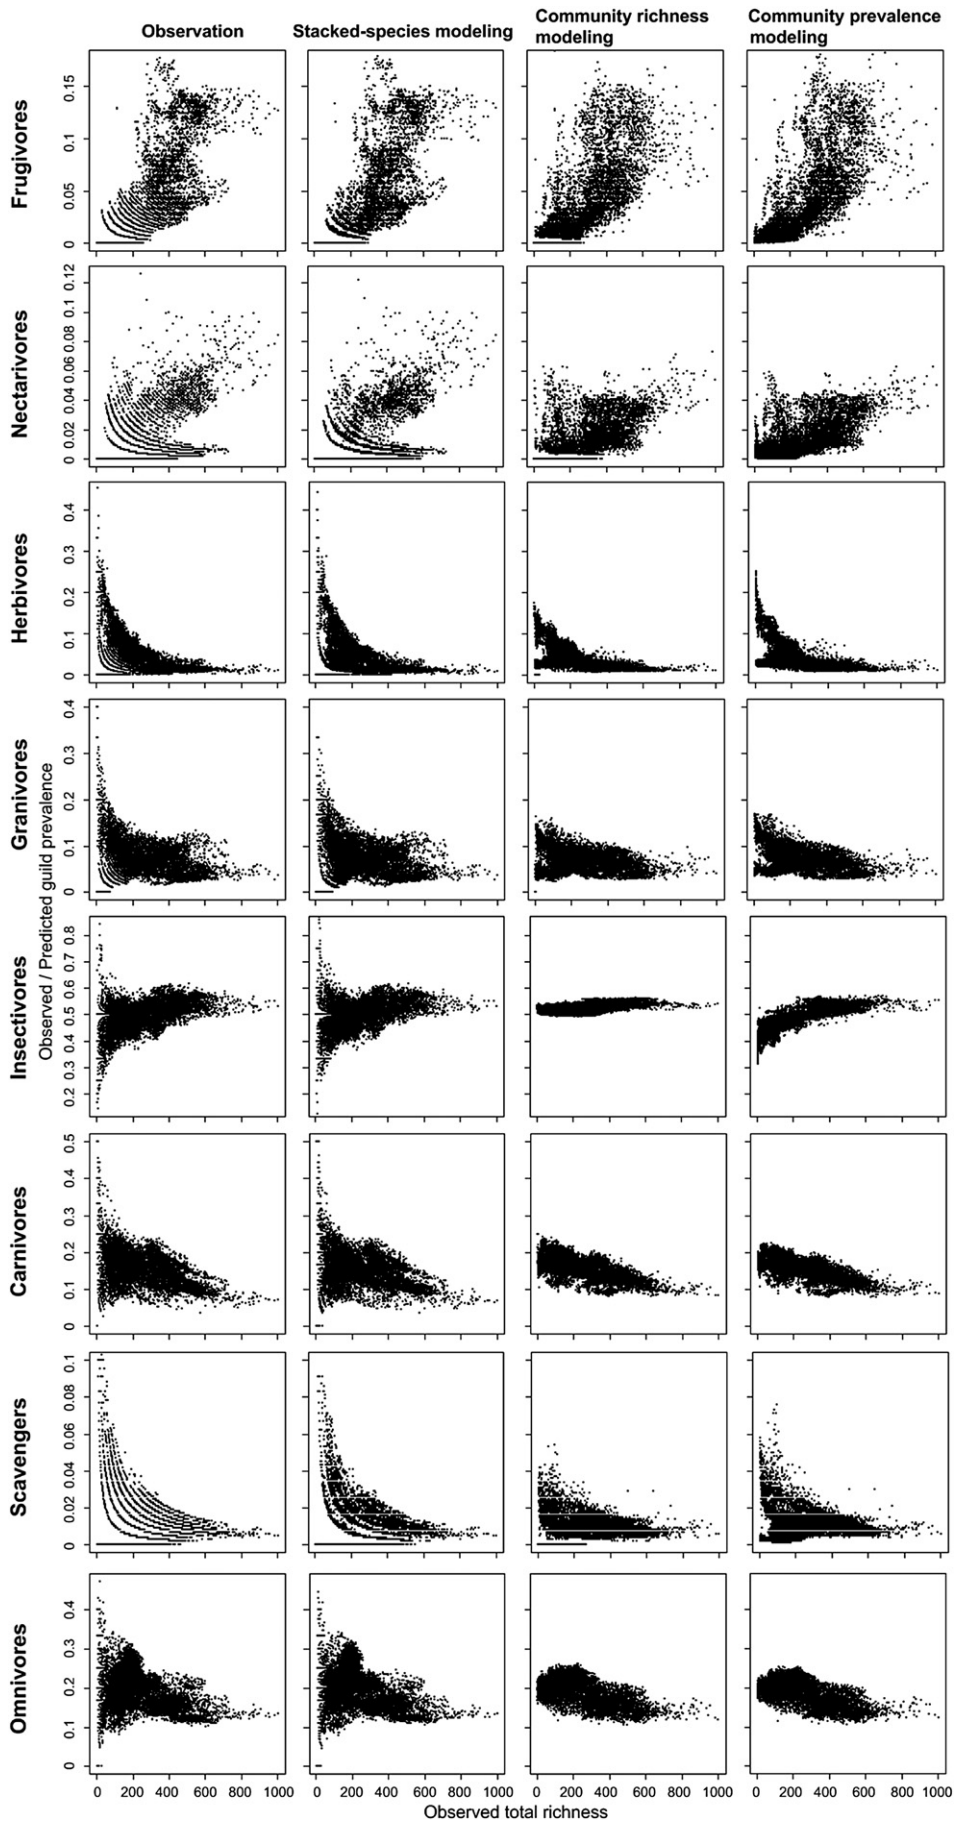 Observation
Stacked-species modeling
Community richness
modeling
Community prevalence
modeling
Frugivores
0 0.05 0.1 0.15
Nectarivores
0 0.02 0.04 0.06 0.08 0.1 0.12
Herbivores
0 0.1 0.2 0.3 0.4
Granivores
0 0.1 0.2 0.3 0.4
Observed / Predicted guild prevalence
Insectivores
0.2 0.3 0.4 0.5 0.6 0.7 0.8
Carnivores
0 0.1 0.2 0.3 0.4 0.5
Scavengers
0 0.02 0.04 0.06 0.08 0.1
Omnivores
0 0.1 0.2 0.3 0.4
0 200 400 600 800 1000
0 200 400 600 800 1000
0 200 400 600 800 1000
0 200 400 600 800 1000
Observed total richness